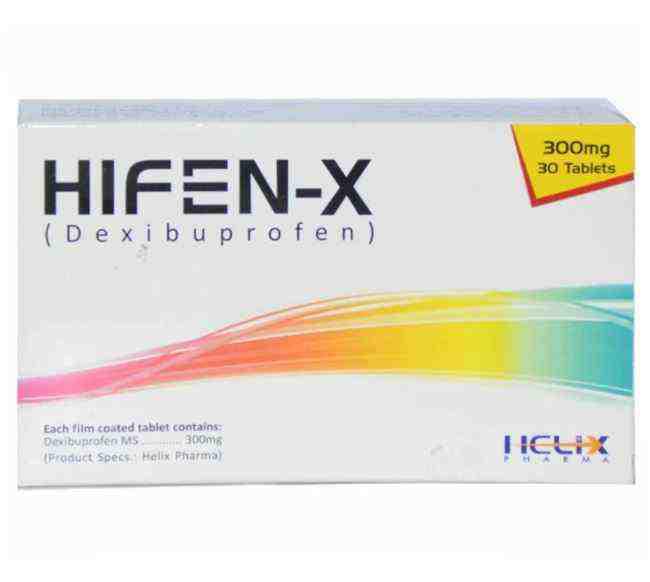 HIFEN-X
(Dexibuprofen)
300mg
30 Tablets
Each film coated tablet contains:
Dexibuprofen MS ............ 300mg
(Product Specs.: Helix Pharma)
HELIX
PHARMA